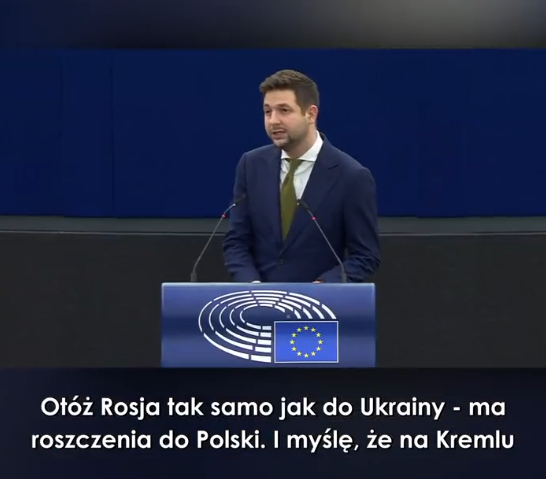 Otóż Rosja tak samo jak do Ukrainy - ma
roszczenia do Polski. I myślę, że na Kremlu